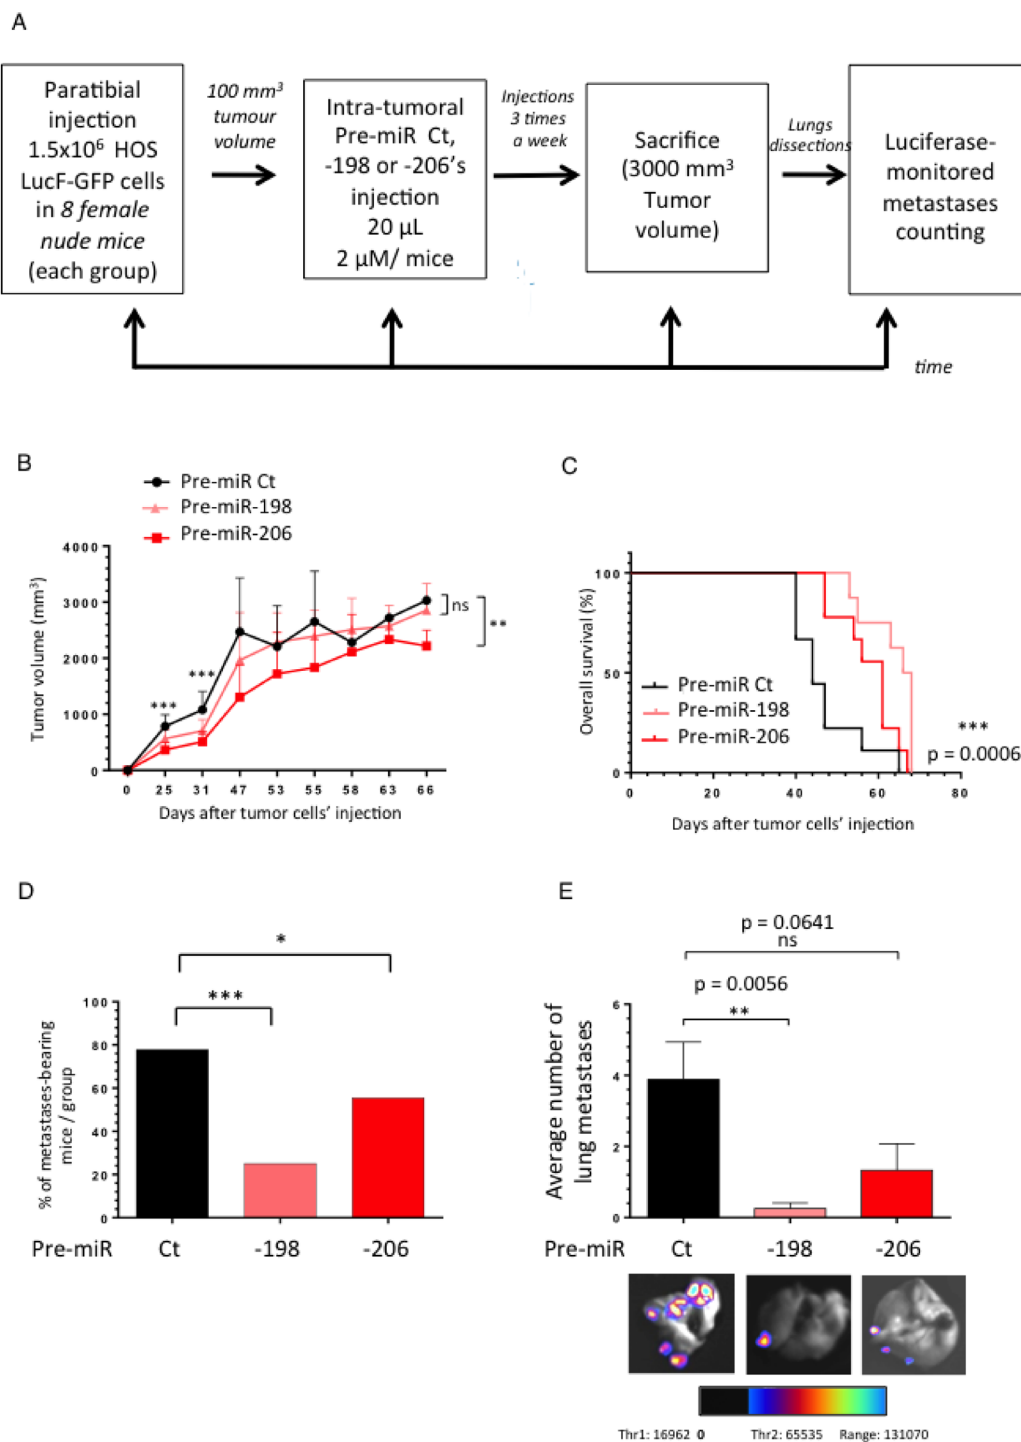 A
Paratibial
injection
1.5x10⁶ HOS
LucF-GFP cells
in 8 female
nude mice
(each group)
100 mm³
tumour
volume
Intra-tumoral
Pre-miR Ct,
-198 or -206's
injection
20 µL
2 µM/ mice
Injections
3 times
a week
Sacrifice
(3000 mm³
Tumor
volume)
Lungs
dissections
Luciferase-
monitored
metastases
counting
time
B
Pre-miR Ct
Pre-miR-198
Pre-miR-206
Tumor volume (mm³)
4000
3000
2000
1000
0
***
***
ns
**
0 25 31 47 53 55 58 63 66
Days after tumor cells' injection
C
Overall survival (%)
100
50
0
Pre-miR Ct
Pre-miR-198
Pre-miR-206
***
p = 0.0006
0 20 40 60 80
Days after tumor cells' injection
D
% of metastases-bearing
mice / group
100
80
60
40
20
0
*
***
Pre-miR Ct -198 -206
E
p = 0.0641
ns
p = 0.0056
**
Average number of
lung metastases
6
4
2
0
Pre-miR Ct -198 -206
Thr1: 16962 0 Thr2: 65535 Range: 131070